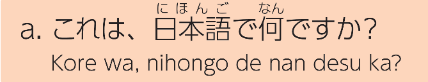 にほんご なん
a. これは、日本語で何ですか?
Kore wa, nihongo de nan desu ka?